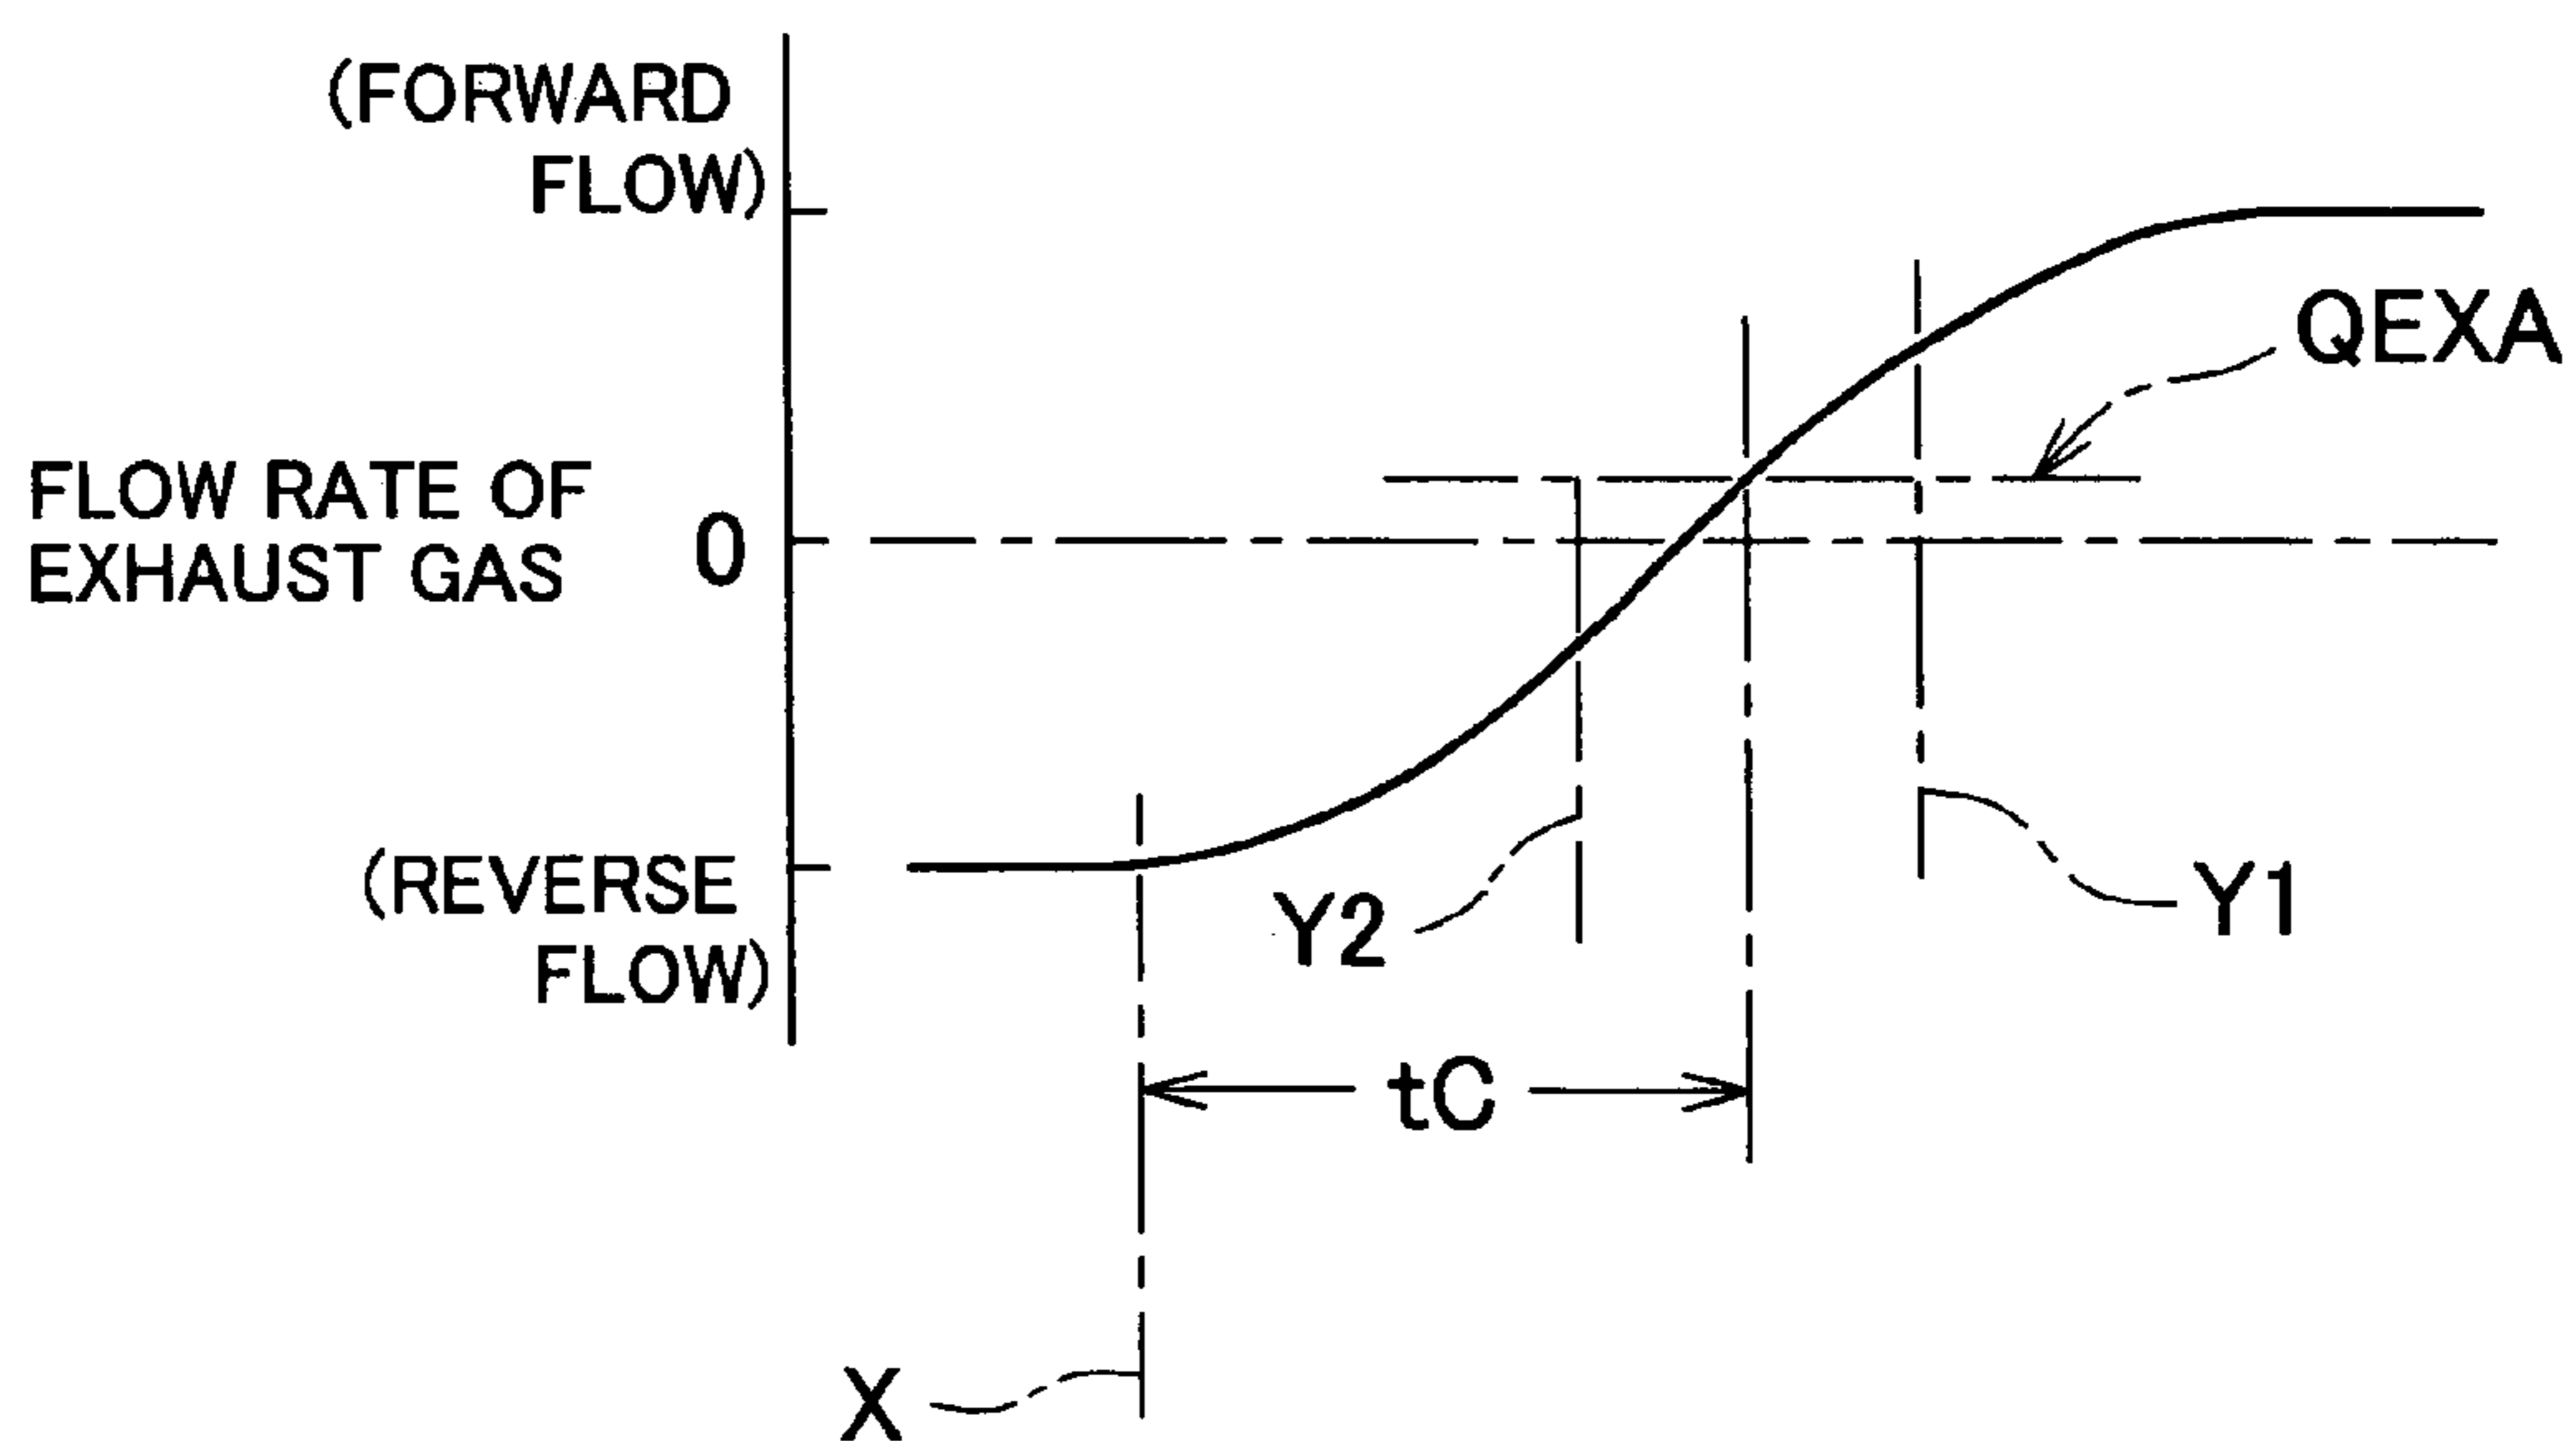 (FORWARD
FLOW)
QEXA
FLOW RATE OF
EXHAUST GAS
0
(REVERSE
FLOW)
Y2
Y1
tC
X